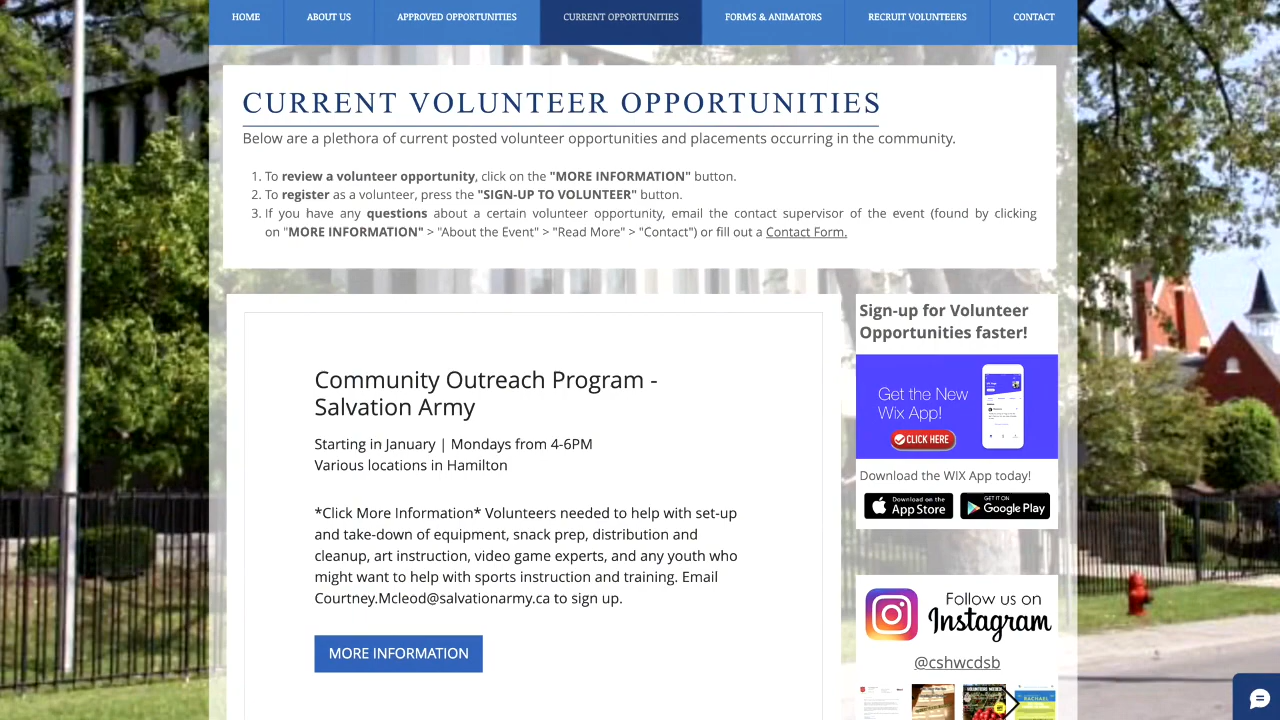 HOME ABOUT US APPROVED OPPORTUNITIES CURRENT OPPORTUNITIES FORMS & ANIMATORS RECRUIT VOLUNTEERS CONTACT
CURRENT VOLUNTEER OPPORTUNITIES
Below are a plethora of current posted volunteer opportunities and placements occurring in the community.
1. To review a volunteer opportunity, click on the "MORE INFORMATION" button.
2. To register as a volunteer, press the "SIGN-UP TO VOLUNTEER" button.
3. If you have any questions about a certain volunteer opportunity, email the contact supervisor of the event (found by clicking
on "MORE INFORMATION" > "About the Event" > "Read More" > "Contact") or fill out a Contact Form.
Community Outreach Program -
Salvation Army
Starting in January | Mondays from 4-6PM
Various locations in Hamilton
*Click More Information* Volunteers needed to help with set-up
and take-down of equipment, snack prep, distribution and
cleanup, art instruction, video game experts, and any youth who
might want to help with sports instruction and training. Email
Courtney.Mcleod@salvationarmy.ca to sign up.
MORE INFORMATION
Sign-up for Volunteer
Opportunities faster!
Get the New
Wix App!
CLICK HERE
Download the WIX App today!
Download on the
App Store
GET IT ON
Google Play
Follow us on
Instagram
@cshwcdsb
VOLUNTEERS NEEDED
RACHAEL